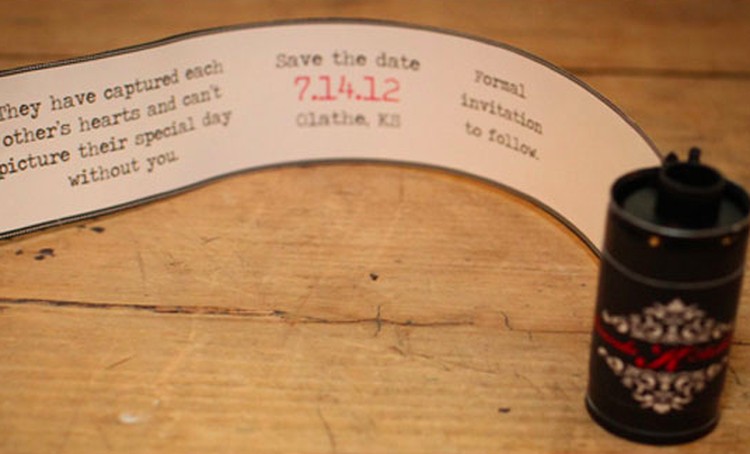 They have captured each
other's hearts and can't
picture their special day
without you.
Save the date
7.14.12
Olathe, KS
Formal
invitation
to follow.